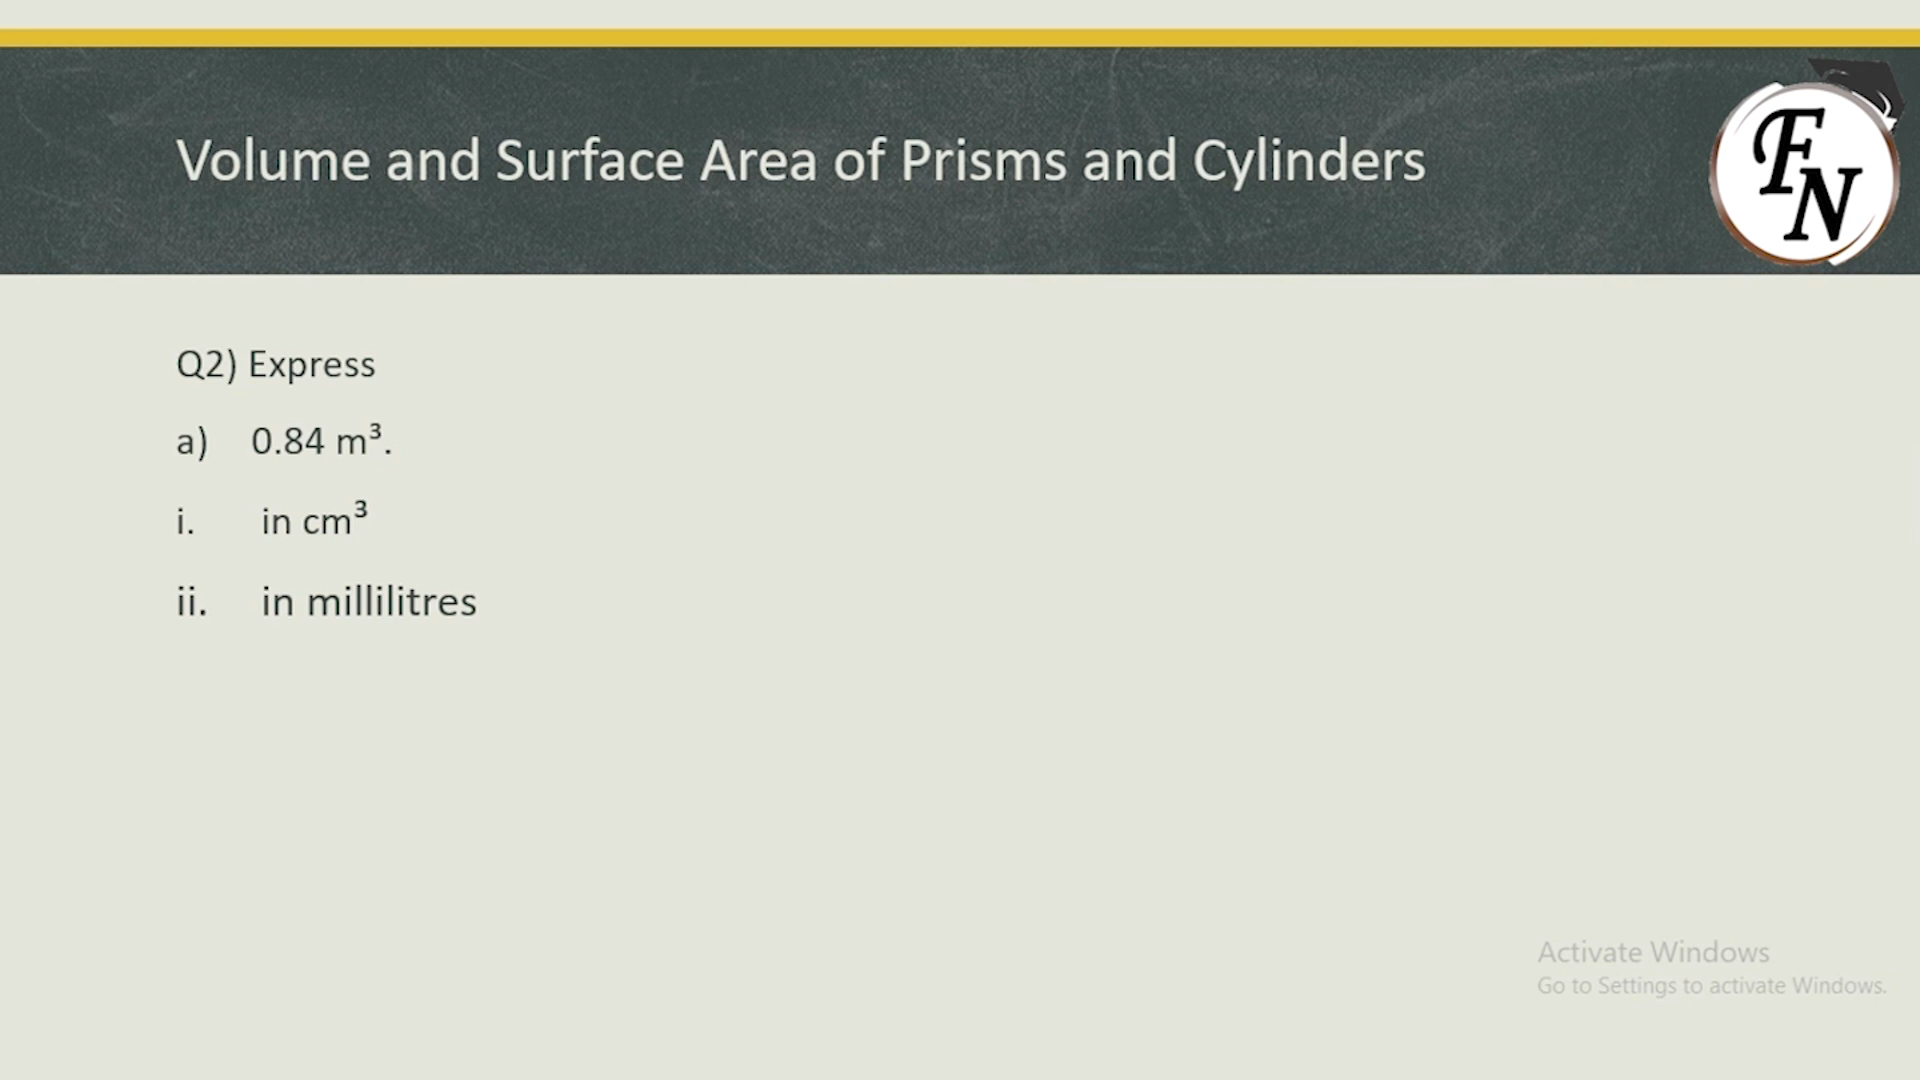 Volume and Surface Area of Prisms and Cylinders
FN
Q2) Express
a) 0.84 m³.
i. in cm³
ii. in millilitres
Activate Windows
Go to Settings to activate Windows.